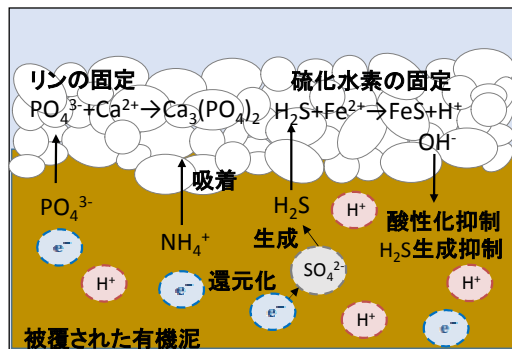 リンの固定
硫化水素の固定
PO₄³⁻+Ca²⁺→Ca₃(PO₄)₂
H₂S+Fe²⁺→FeS+H⁺
OH⁻
吸着
PO₄³⁻
NH₄⁺
H₂S
H⁺
酸性化抑制
H₂S生成抑制
生成
e⁻
還元化
SO₄²⁻
H⁺
e⁻
e⁻
H⁺
H⁺
e⁻
被覆された有機泥